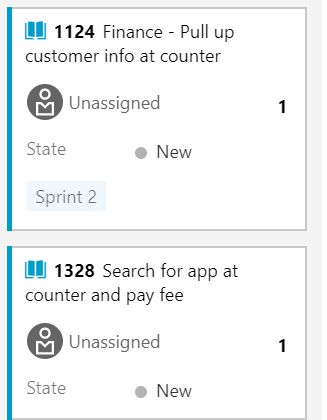 1124 Finance - Pull up
customer info at counter
Unassigned
1
State
New
Sprint 2
1328 Search for app at
counter and pay fee
Unassigned
1
State
New